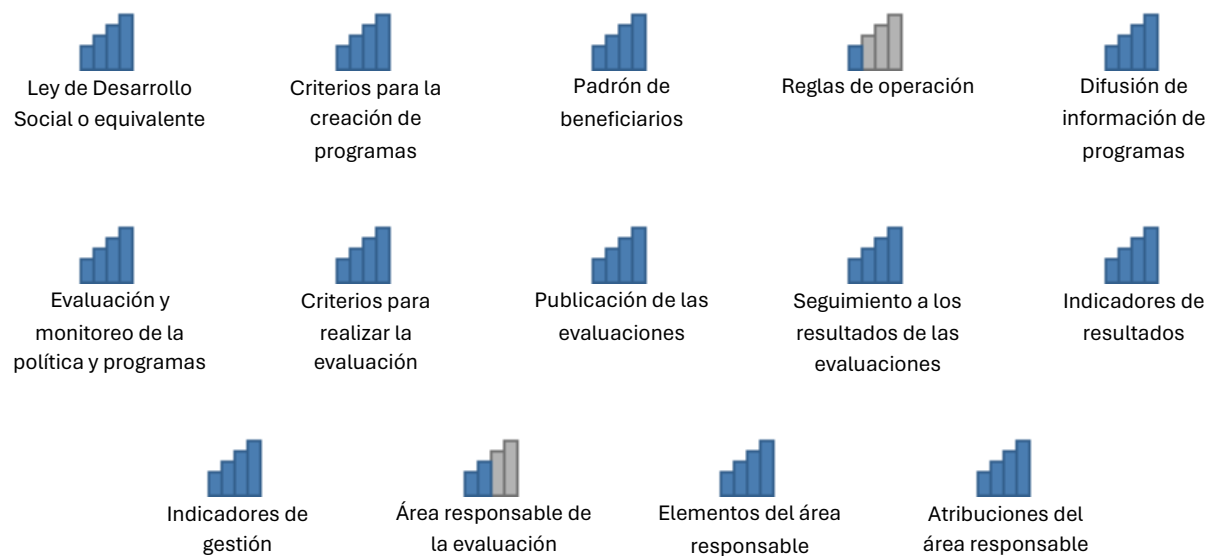 Ley de Desarrollo
Social o equivalente
Criterios para la
creación de
programas
Padrón de
beneficiarios
Reglas de operación
Difusión de
información de
programas
Evaluación y
monitoreo de la
política y programas
Criterios para
realizar la
evaluación
Publicación de las
evaluaciones
Seguimiento a los
resultados de las
evaluaciones
Indicadores de
resultados
Indicadores de
gestión
Área responsable de
la evaluación
Elementos del área
responsable
Atribuciones del
área responsable